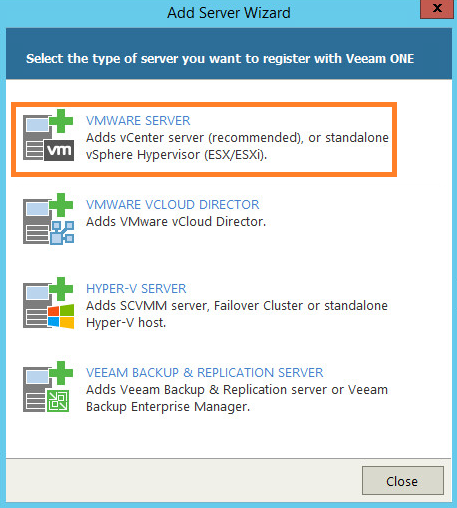 Add Server Wizard
x
Select the type of server you want to register with Veeam ONE
VMWARE SERVER
Adds vCenter server (recommended), or standalone
vSphere Hypervisor (ESX/ESXi).
vm
VMWARE VCLOUD DIRECTOR
Adds VMware vCloud Director.
HYPER-V SERVER
Adds SCVMM server, Failover Cluster or standalone
Hyper-V host.
VEEAM BACKUP & REPLICATION SERVER
Adds Veeam Backup & Replication server or Veeam
Backup Enterprise Manager.
Close